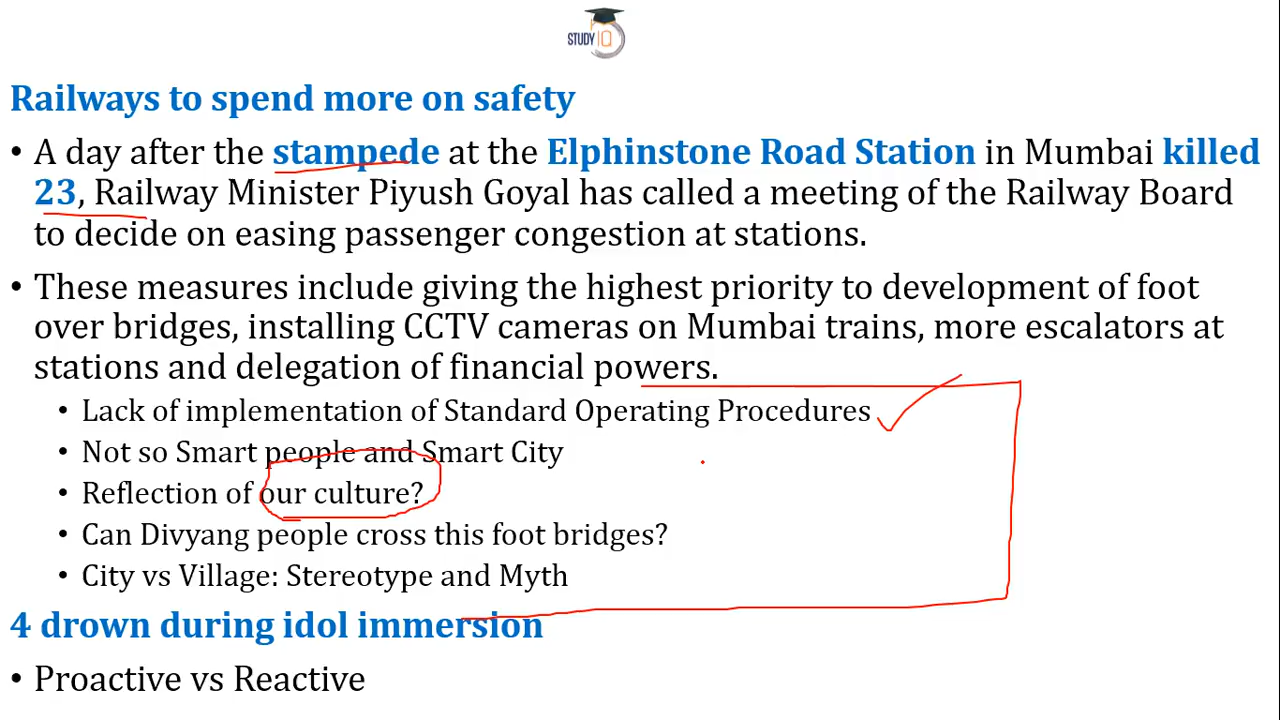 STUDY IQ
Railways to spend more on safety
• A day after the stampede at the Elphinstone Road Station in Mumbai killed
23, Railway Minister Piyush Goyal has called a meeting of the Railway Board
to decide on easing passenger congestion at stations.
• These measures include giving the highest priority to development of foot
over bridges, installing CCTV cameras on Mumbai trains, more escalators at
stations and delegation of financial powers.
• Lack of implementation of Standard Operating Procedures
• Not so Smart people and Smart City
• Reflection of our culture?
• Can Divyang people cross this foot bridges?
• City vs Village: Stereotype and Myth
4 drown during idol immersion
• Proactive vs Reactive